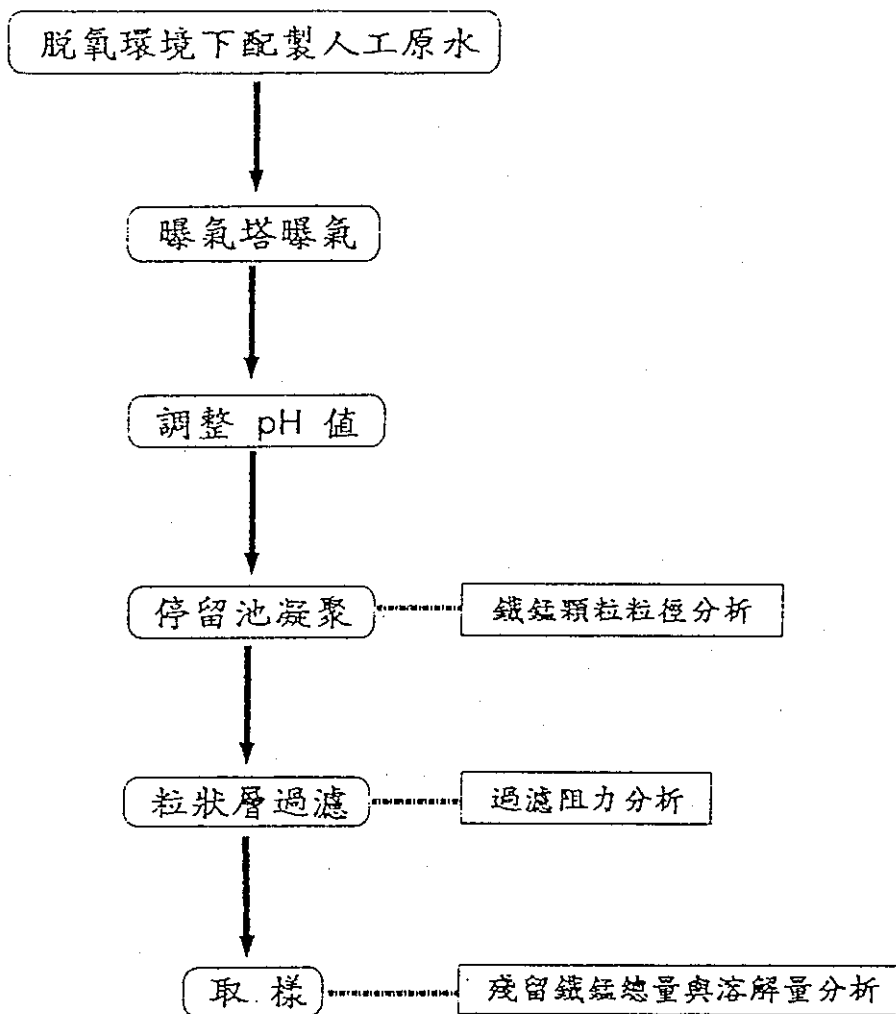 脱氧環境下配製人工原水
曝氣塔曝氣
調整 pH 值
停留池凝聚
鐵錳顆粒粒徑分析
粒狀層過濾
過濾阻力分析
取樣
殘留鐵錳總量與溶解量分析